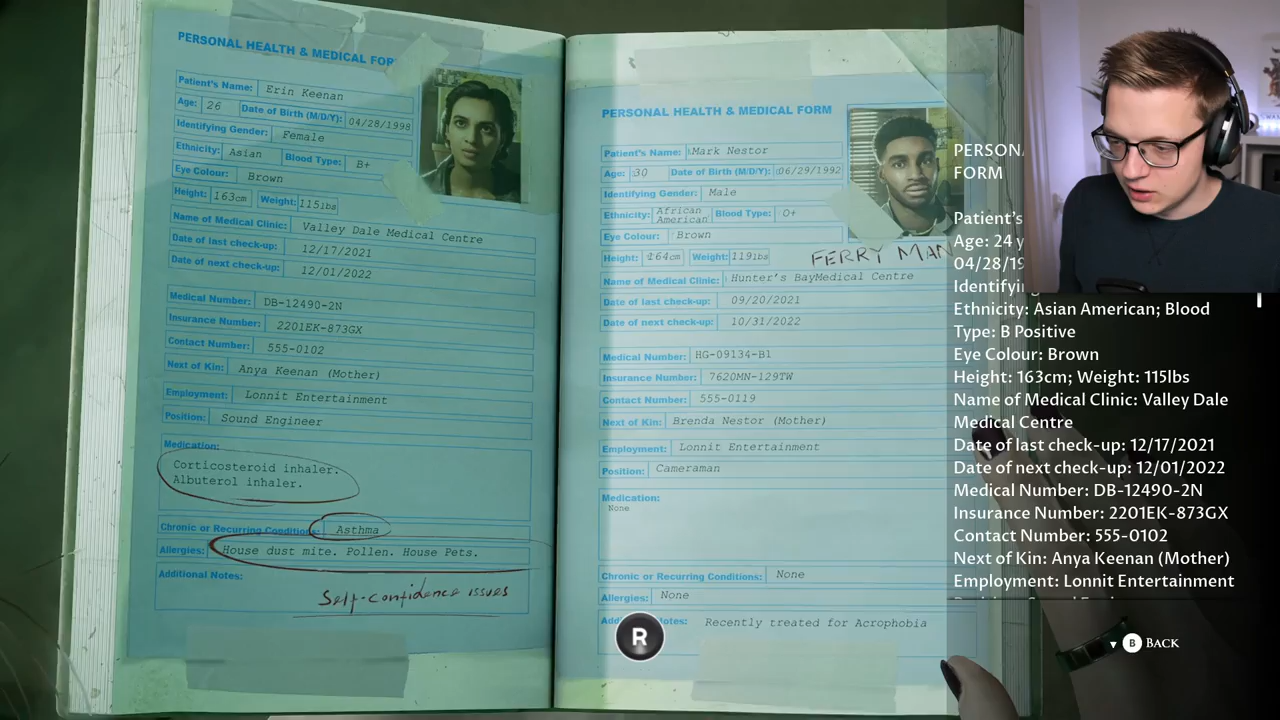 PERSONAL HEALTH & MEDICAL FOR
Patient's Name: Erin Keenan
Age: 26 Date of Birth (M/D/Y): 04/28/1998
Identifying Gender: Female
Ethnicity: Asian Blood Type: B+
Eye Colour: Brown
Height: 163cm Weight: 115lbs
Name of Medical Clinic: Valley Dale Medical Centre
Date of last check-up: 12/17/2021
Date of next check-up: 12/01/2022
Medical Number: DB-12490-2N
Insurance Number: 2201EK-873GX
Contact Number: 555-0102
Next of Kin: Anya Keenan (Mother)
Employment: Lonnit Entertainment
Position: Sound Engineer
Medication:
Corticosteroid inhaler.
Albuterol inhaler.
Chronic or Recurring Conditions: Asthma
Allergies: House dust mite. Pollen. House Pets.
Additional Notes:
Self-confidence issues
PERSONAL HEALTH & MEDICAL FORM
Patient's Name: Mark Nestor
Age: 30 Date of Birth (M/D/Y): 06/29/1992
Identifying Gender: Male
Ethnicity: African American Blood Type: O+
Eye Colour: Brown
Height: 164cm Weight: 119lbs
FERRY MAN
Name of Medical Clinic: Hunter's BayMedical Centre
Date of last check-up: 09/20/2021
Date of next check-up: 10/31/2022
Medical Number: HG-09134-B1
Insurance Number: 7620MN-129TW
Contact Number: 555-0119
Next of Kin: Brenda Nestor (Mother)
Employment: Lonnit Entertainment
Position: Cameraman
Medication:
None
Chronic or Recurring Conditions: None
Allergies: None
Notes: Recently treated for Acrophobia
R
PERSON
FORM
Patient's
Age: 24 y
04/28/19
Identifyi
Ethnicity: Asian American; Blood
Type: B Positive
Eye Colour: Brown
Height: 163cm; Weight: 115lbs
Name of Medical Clinic: Valley Dale
Medical Centre
Date of last check-up: 12/17/2021
Date of next check-up: 12/01/2022
Medical Number: DB-12490-2N
Insurance Number: 2201EK-873GX
Contact Number: 555-0102
Next of Kin: Anya Keenan (Mother)
Employment: Lonnit Entertainment
B BACK